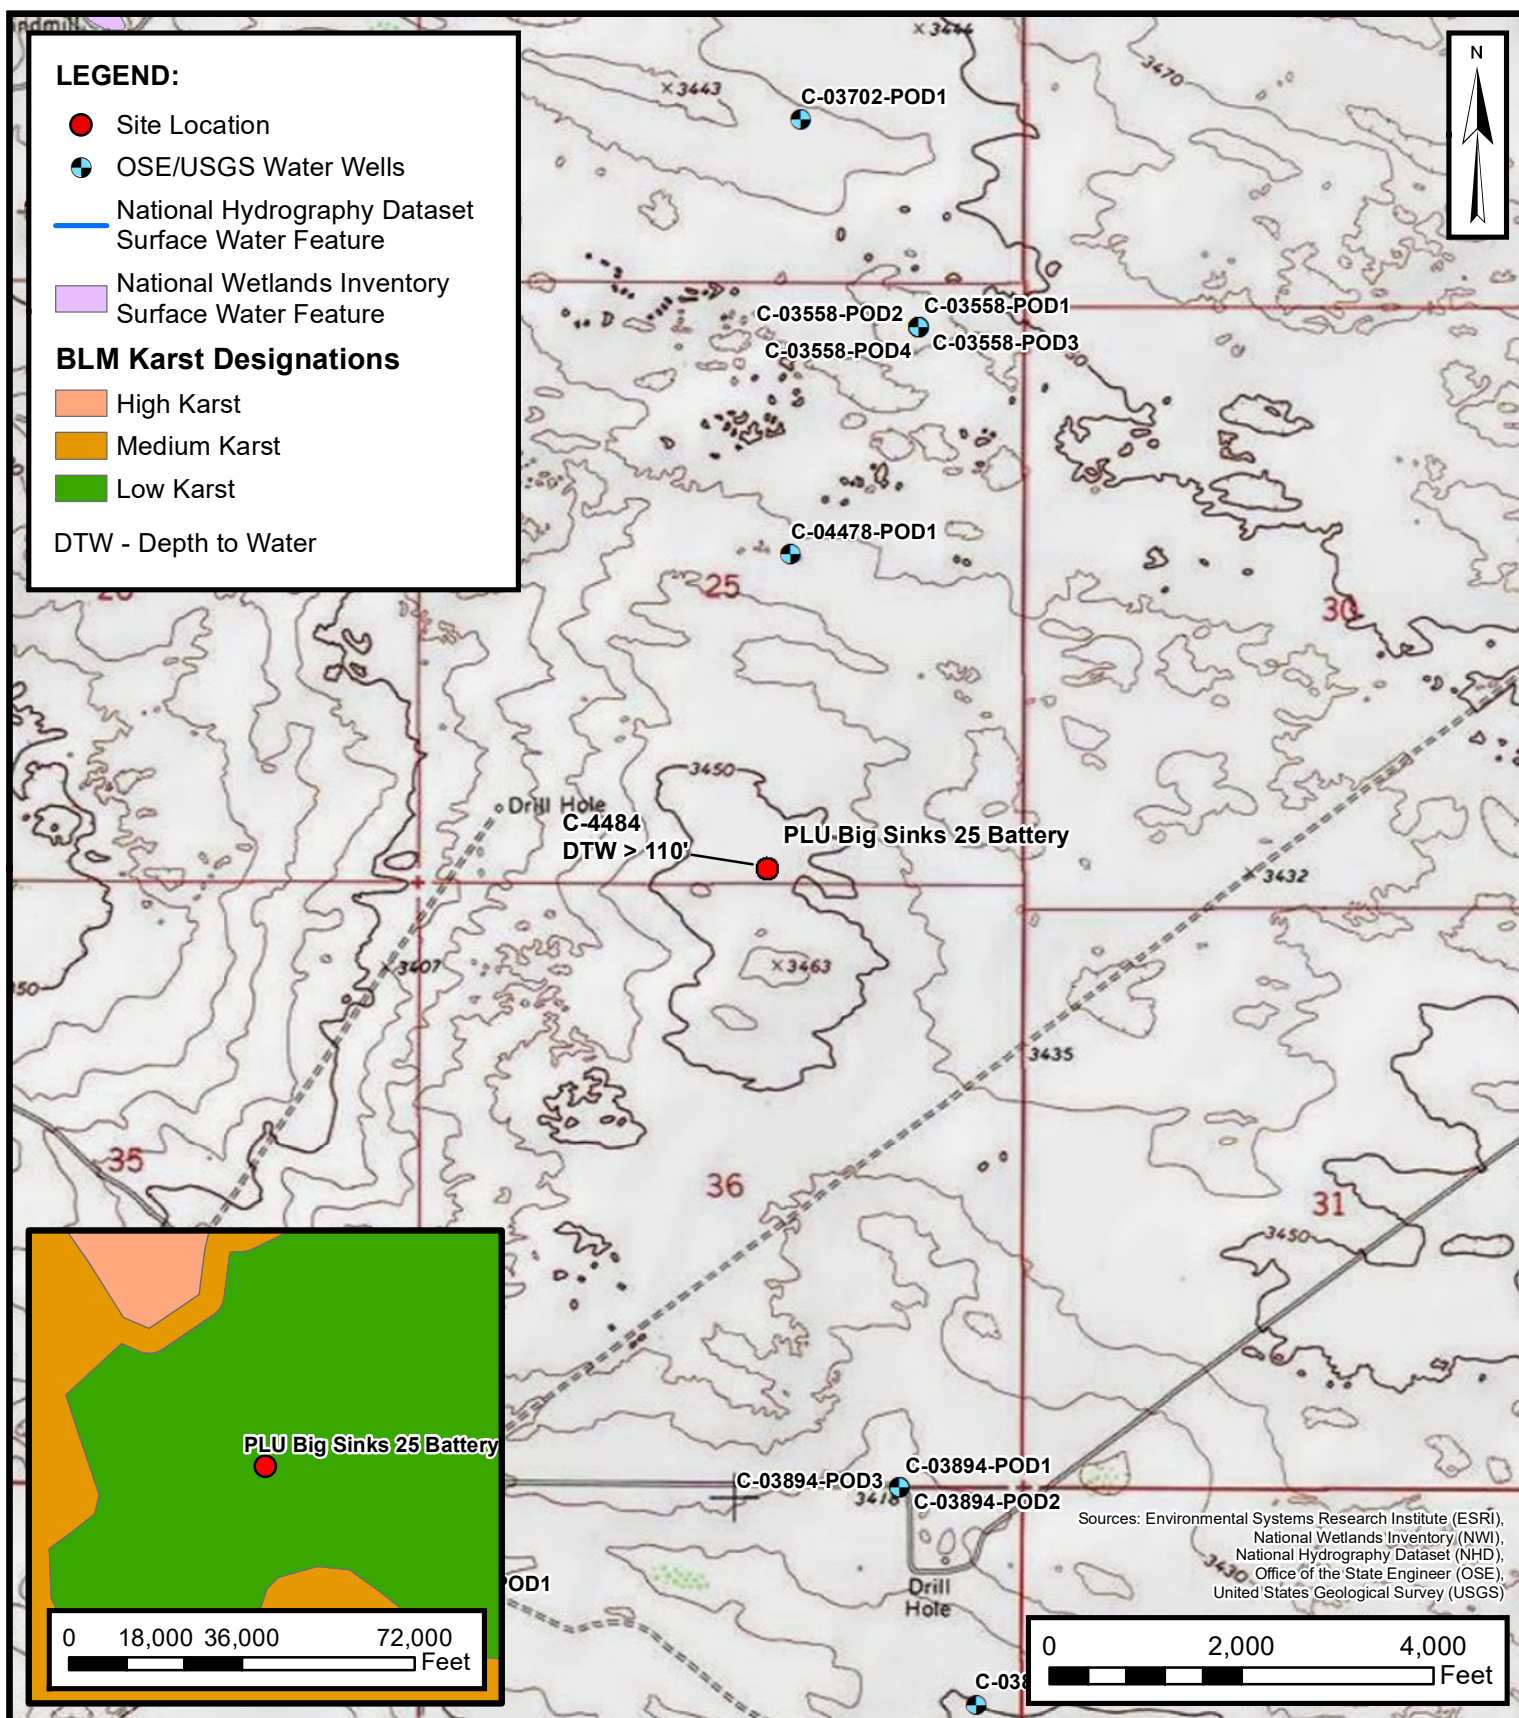 indmill
LEGEND:
Site Location
OSE/USGS Water Wells
National Hydrography Dataset
Surface Water Feature
National Wetlands Inventory
Surface Water Feature
BLM Karst Designations
High Karst
Medium Karst
Low Karst
DTW - Depth to Water
N
3444
3443
3470
C-03702-POD1
C-03558-POD2
C-03558-POD1
C-03558-POD4
C-03558-POD3
C-04478-POD1
25
30
3450
Drill Hole
C-4484
DTW > 110'
PLU Big Sinks 25 Battery
3432
3407
3463
50
3435
35
36
31
3450
PLU Big Sinks 25 Battery
C-03894-POD3
C-03894-POD1
3418
C-03894-POD2
Sources: Environmental Systems Research Institute (ESRI),
National Wetlands Inventory (NWI),
National Hydrography Dataset (NHD),
Office of the State Engineer (OSE),
United States Geological Survey (USGS)
3430
POD1
Drill
Hole
0 18,000 36,000 72,000
Feet
C-038
0 2,000 4,000
Feet